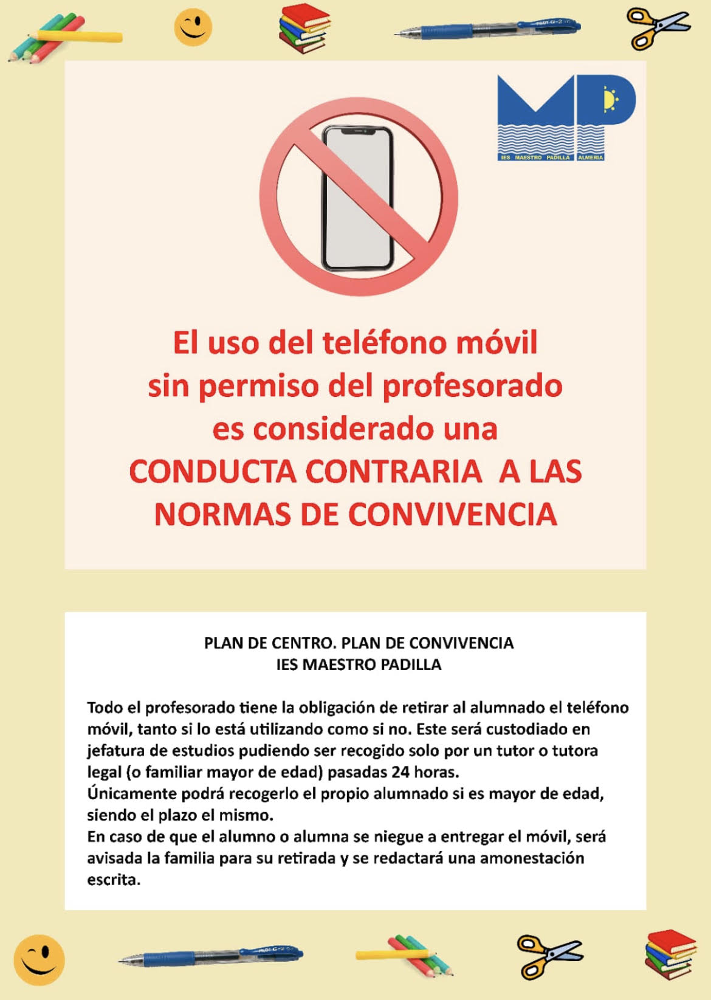 PILOT G-2 05
IES MAESTRO PADILLA ALMERIA
El uso del teléfono móvil
sin permiso del profesorado
es considerado una
CONDUCTA CONTRARIA A LAS
NORMAS DE CONVIVENCIA
PLAN DE CENTRO. PLAN DE CONVIVENCIA
IES MAESTRO PADILLA
Todo el profesorado tiene la obligación de retirar al alumnado el teléfono
móvil, tanto si lo está utilizando como si no. Este será custodiado en
jefatura de estudios pudiendo ser recogido solo por un tutor o tutora
legal (o familiar mayor de edad) pasadas 24 horas.
Únicamente podrá recogerlo el propio alumnado si es mayor de edad,
siendo el plazo el mismo.
En caso de que el alumno o alumna se niegue a entregar el móvil, será
avisada la familia para su retirada y se redactará una amonestación
escrita.
PILOT G-2